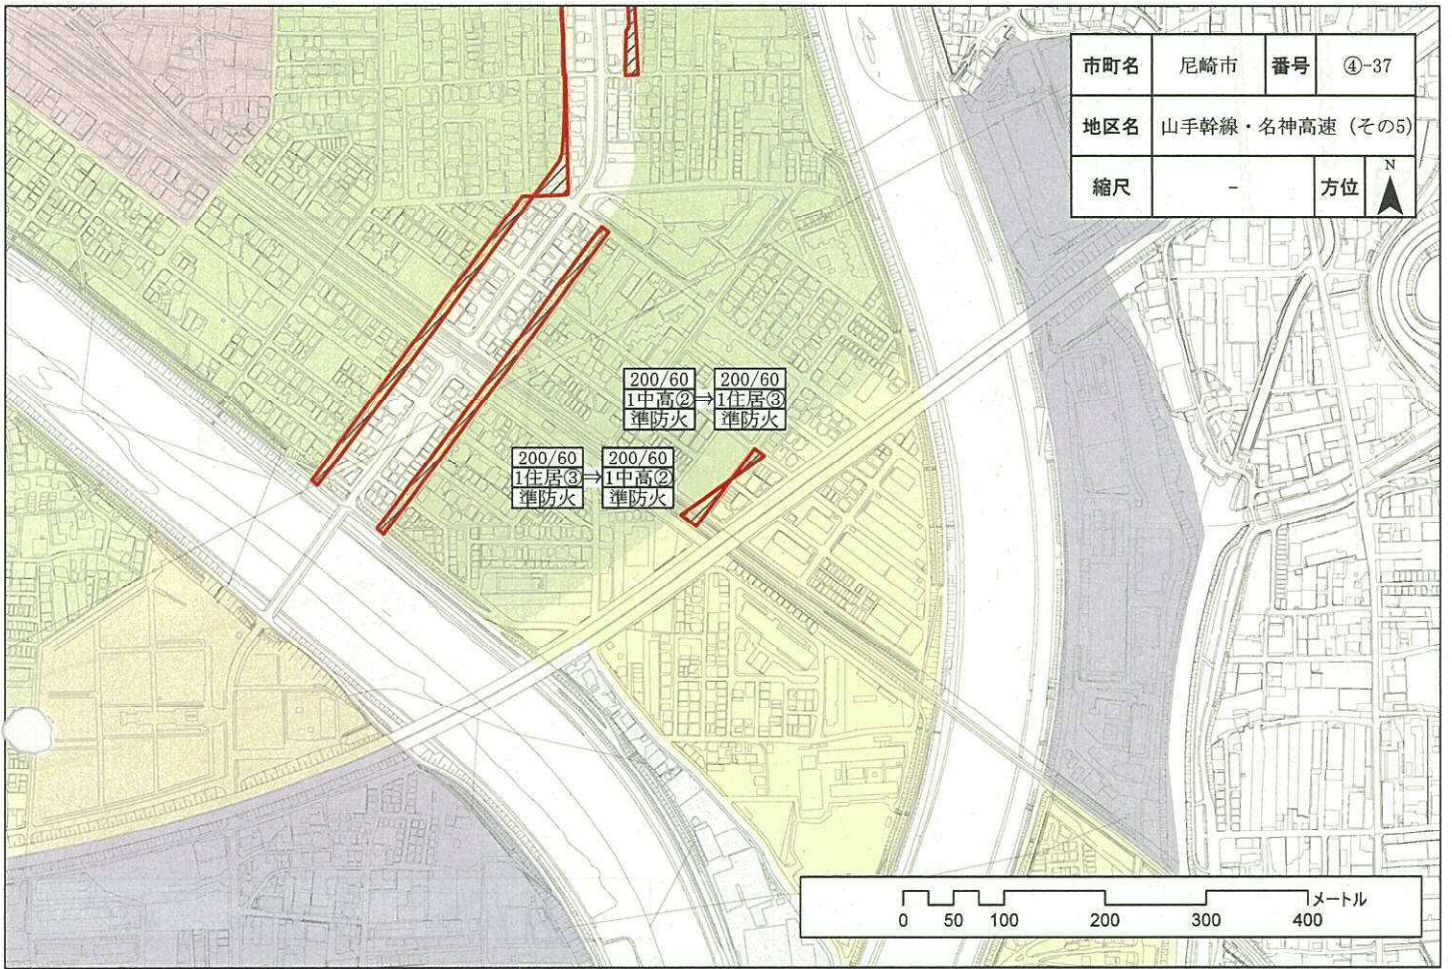 市町名 尼崎市 番号 ④-37
地区名 山手幹線・名神高速（その5)
縮尺 - 方位 N
200/60 200/60
1中高②⇒1住居③
準防火 準防火
200/60 200/60
1住居③⇒1中高②
準防火 準防火
メートル
0 50 100 200 300 400